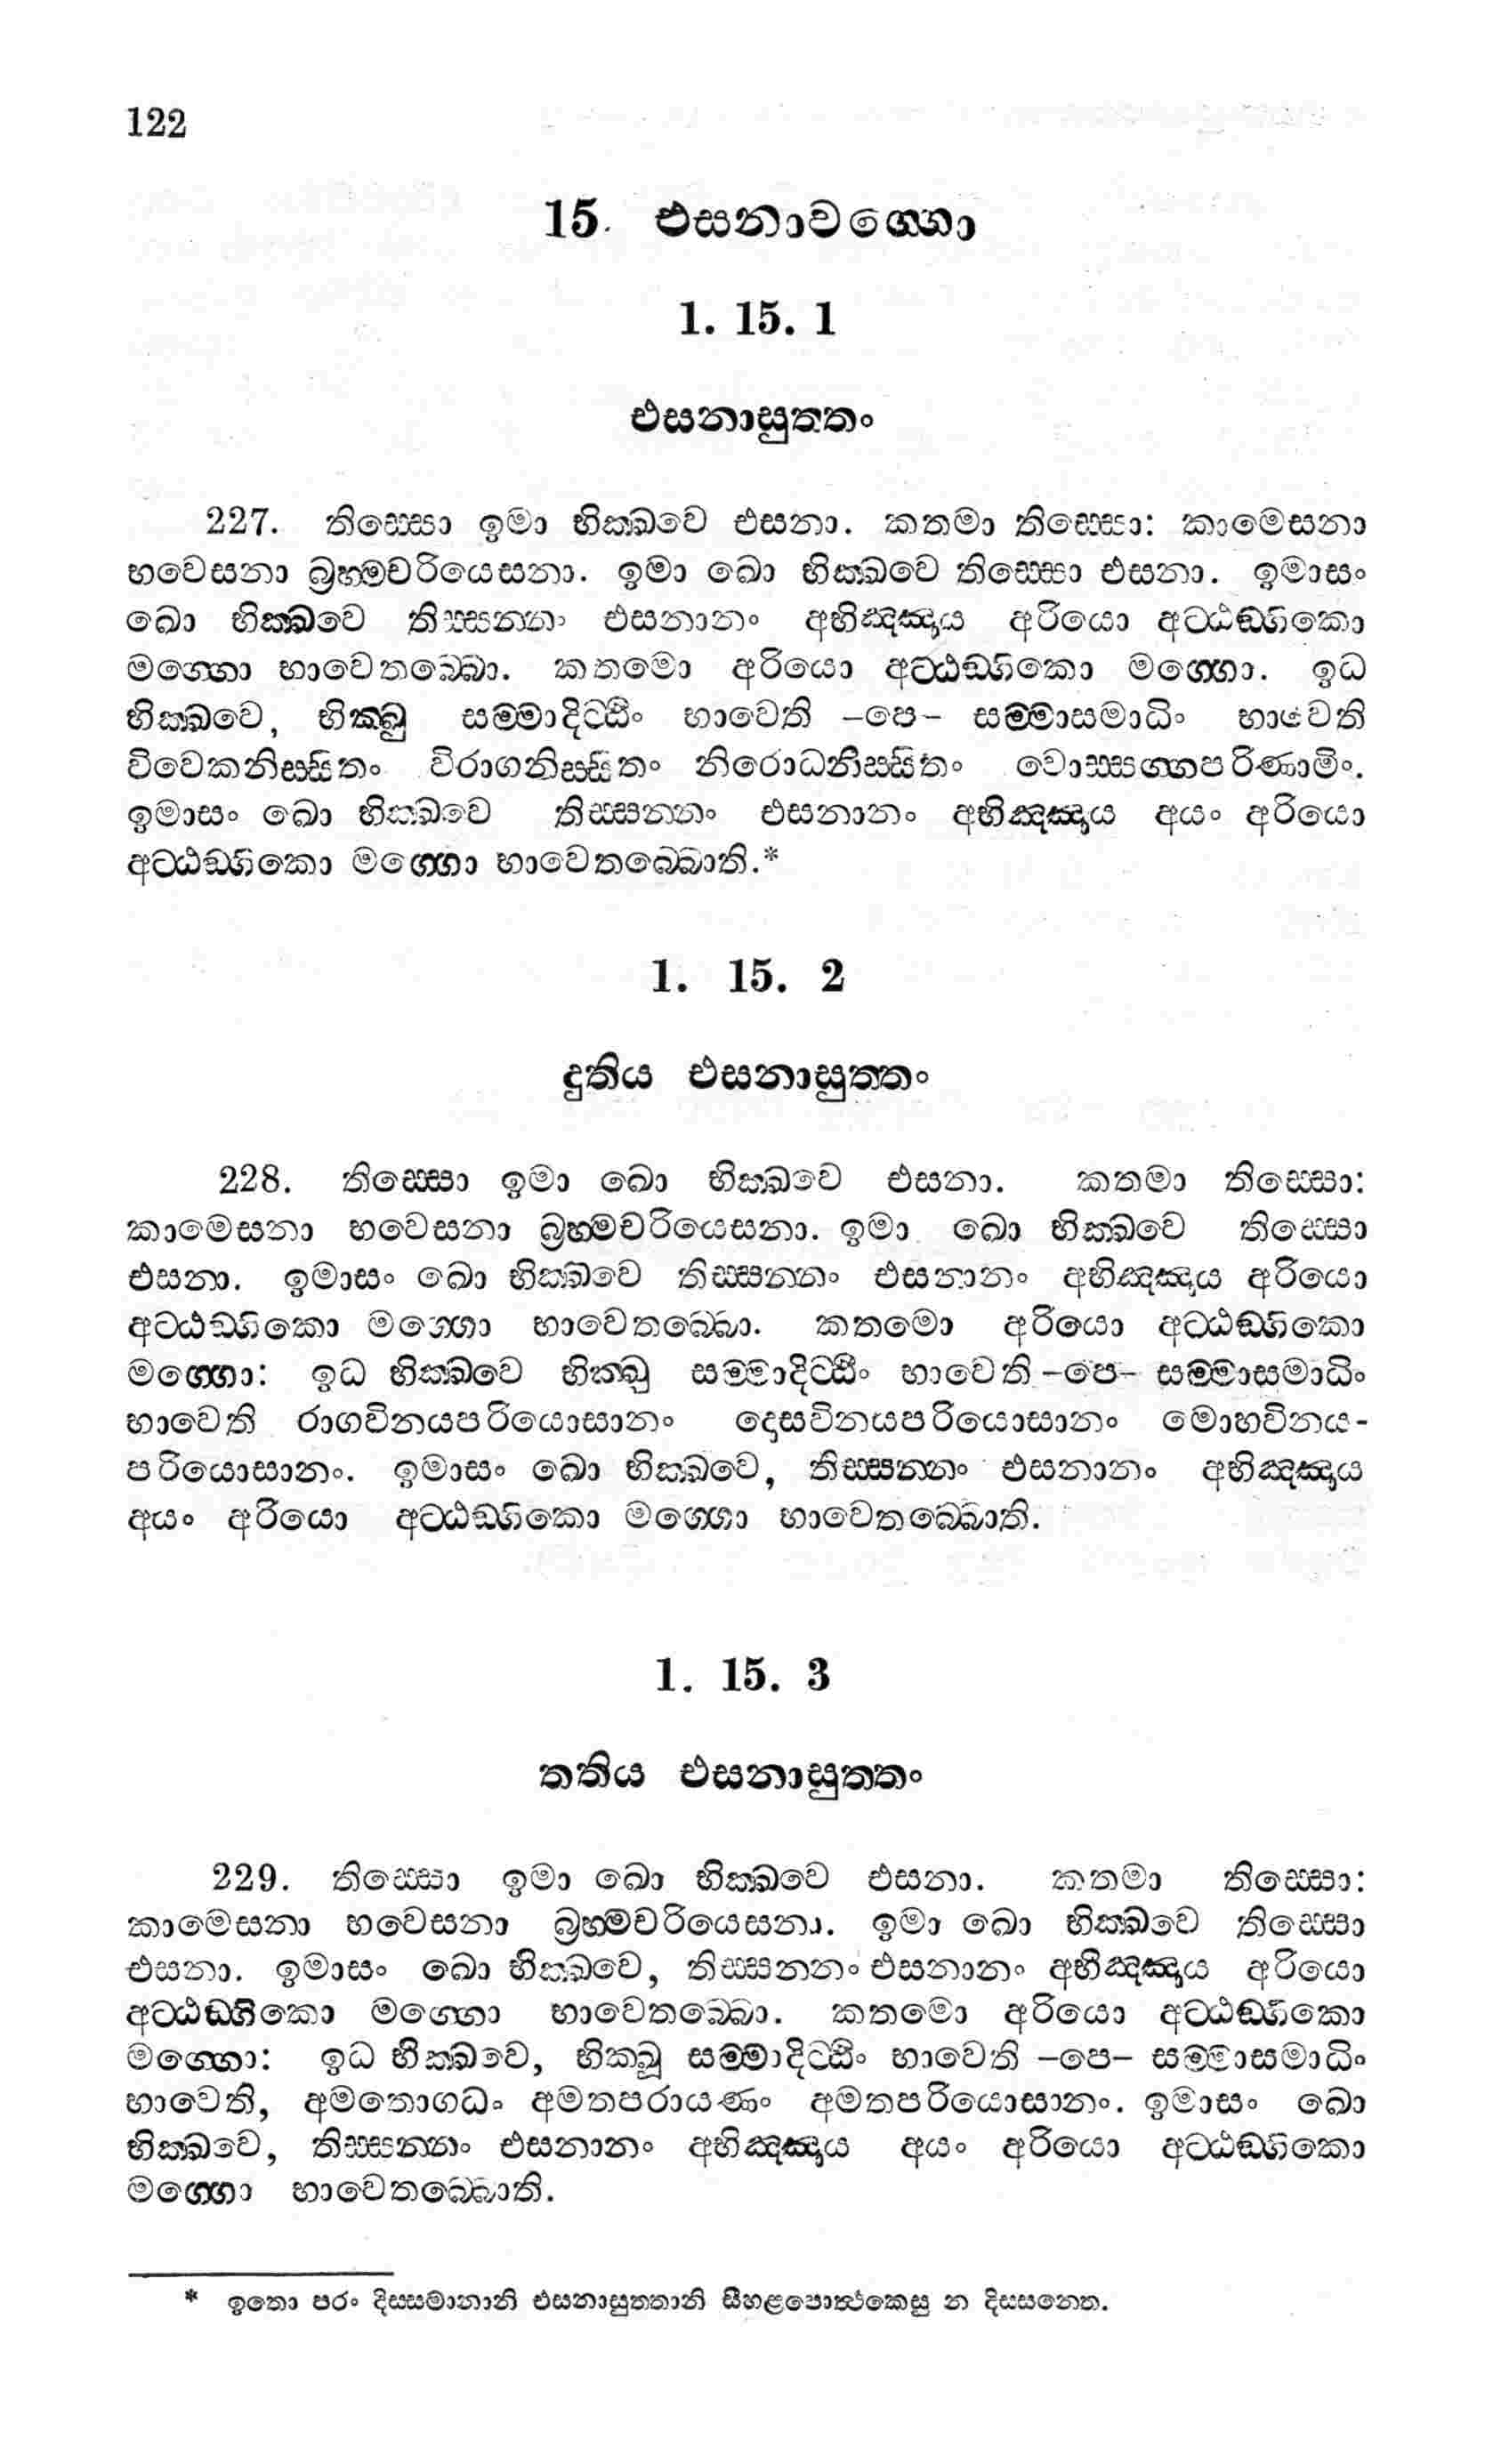 122
15. එසනාවග්ගො
1. 15. 1
එසනාසුත්තං
227. තිස්සො ඉමා භික්ඛවෙ එසනා. කතමා තිස්සො: කාමෙසනා
භවෙසනා බ්‍රහ්මචරියෙසනා. ඉමා ඛො භික්ඛවෙ තිස්සො එසනා. ඉමාසං
ඛො භික්ඛවෙ තිස්සන්නං එසනානං අභිඤ්ඤාය අරියො අට්ඨඞ්ගිකො
මග්ගො භාවෙතබ්බො. කතමො අරියො අට්ඨඞ්ගිකො මග්ගො. ඉධ
භික්ඛවෙ, භික්ඛු සම්මාදිට්ඨිං භාවෙති –පෙ– සම්මාසමාධිං භාවෙති
විවෙකනිස්සිතං විරාගනිස්සිතං නිරොධනිස්සිතං වොස්සග්ගපරිණාමිං.
ඉමාසං ඛො භික්ඛවෙ තිස්සන්නං එසනානං අභිඤ්ඤාය අයං අරියො
අට්ඨඞ්ගිකො මග්ගො භාවෙතබ්බොති.*
1. 15. 2
දුතිය එසනාසුත්තං
228. තිස්සො ඉමා ඛො භික්ඛවෙ එසනා. කතමා තිස්සො:
කාමෙසනා භවෙසනා බ්‍රහ්මචරියෙසනා. ඉමා ඛො භික්ඛවෙ තිස්සො
එසනා. ඉමාසං ඛො භික්ඛවෙ තිස්සන්නං එසනානං අභිඤ්ඤාය අරියො
අට්ඨඞ්ගිකො මග්ගො භාවෙතබ්බො. කතමො අරියො අට්ඨඞ්ගිකො
මග්ගො: ඉධ භික්ඛවෙ භික්ඛු සම්මාදිට්ඨිං භාවෙති –පෙ– සම්මාසමාධිං
භාවෙති රාගවිනයපරියොසානං දොසවිනයපරියොසානං මොහවිනය-
පරියොසානං. ඉමාසං ඛො භික්ඛවෙ, තිස්සන්නං එසනානං අභිඤ්ඤාය
අයං අරියො අට්ඨඞ්ගිකො මග්ගො භාවෙතබ්බොති.
1. 15. 3
තතිය එසනාසුත්තං
229. තිස්සො ඉමා ඛො භික්ඛවෙ එසනා. කතමා තිස්සො:
කාමෙසනා භවෙසනා බ්‍රහ්මචරියෙසනා. ඉමා ඛො භික්ඛවෙ තිස්සො
එසනා. ඉමාසං ඛො භික්ඛවෙ, තිස්සන්නං එසනානං අභිඤ්ඤාය අරියො
අට්ඨඞ්ගිකො මග්ගො භාවෙතබ්බො. කතමො අරියො අට්ඨඞ්ගිකො
මග්ගො: ඉධ භික්ඛවෙ, භික්ඛූ සම්මාදිට්ඨිං භාවෙති –පෙ– සම්මාසමාධිං
භාවෙති, අමතොගධං අමතපරායණං අමතපරියොසානං. ඉමාසං ඛො
භික්ඛවෙ, තිස්සන්නං එසනානං අභිඤ්ඤාය අයං අරියො අට්ඨඞ්ගිකො
මග්ගො භාවෙතබ්බොති.
* ඉතො පරං දිස්සමානානි එසනාසුත්තානි සීහළපොත්ථකෙසු න දිස්සන්තෙ.